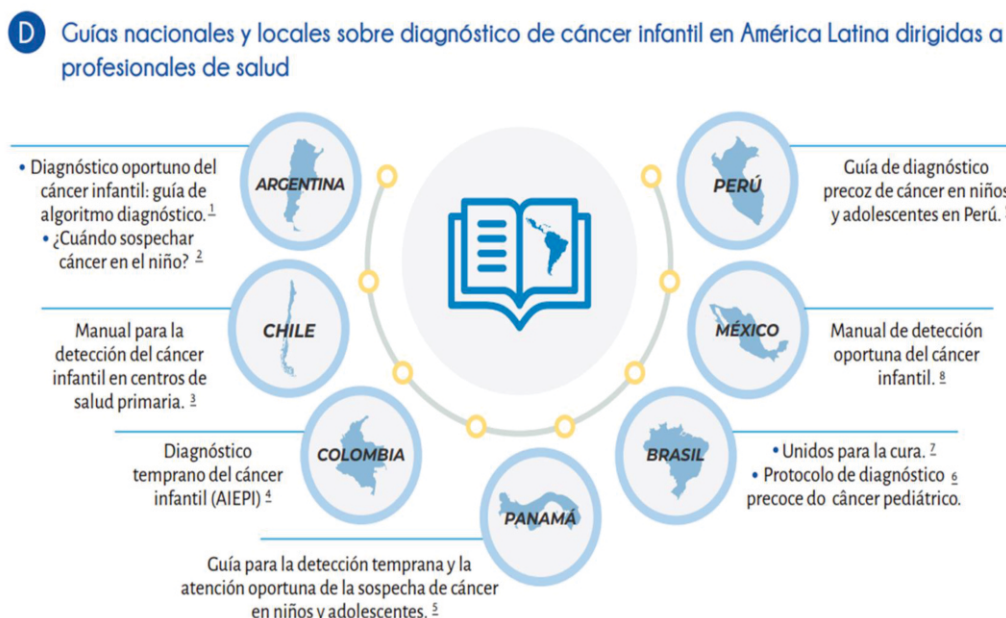 D Guías nacionales y locales sobre diagnóstico de cáncer infantil en América Latina dirigidas a
profesionales de salud
• Diagnóstico oportuno del
cáncer infantil: guía de
algoritmo diagnóstico. 1
• ¿Cuándo sospechar
cáncer en el niño? 2
ARGENTINA
Manual para la
detección del cáncer
infantil en centros de
salud primaria. 3
CHILE
Diagnóstico
temprano del cáncer
infantil (AIEPI) 4
COLOMBIA
Guía para la detección temprana y la
atención oportuna de la sospecha de cáncer
en niños y adolescentes. 5
PANAMÁ
BRASIL
• Unidos para la cura. 7
• Protocolo de diagnóstico 6
precoce do câncer pediátrico.
MÉXICO
Manual de detección
oportuna del cáncer
infantil. 8
PERÚ
Guía de diagnóstico
precoz de cáncer en niños
y adolescentes en Perú.